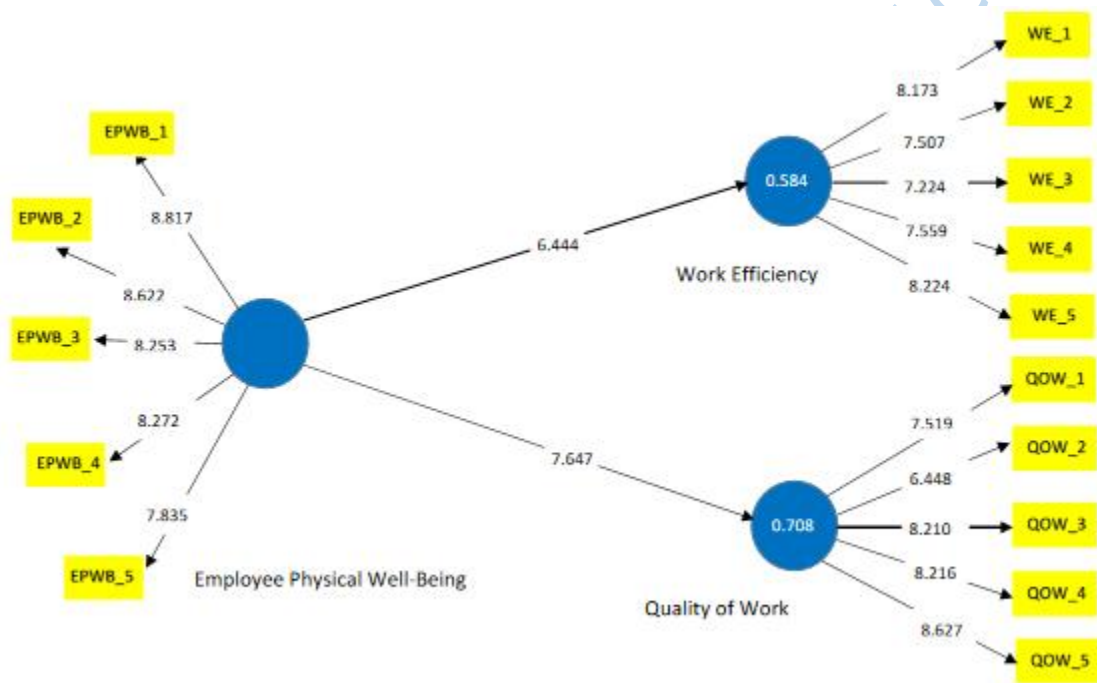 EPWB_1
EPWB_2
EPWB_3
EPWB_4
EPWB_5
8.817
8.622
8.253
8.272
7.835
Employee Physical Well-Being
6.444
7.647
0.584
Work Efficiency
0.708
Quality of Work
8.173
7.507
7.224
7.559
8.224
WE_1
WE_2
WE_3
WE_4
WE_5
7.519
6.448
8.210
8.216
8.627
QOW_1
QOW_2
QOW_3
QOW_4
QOW_5